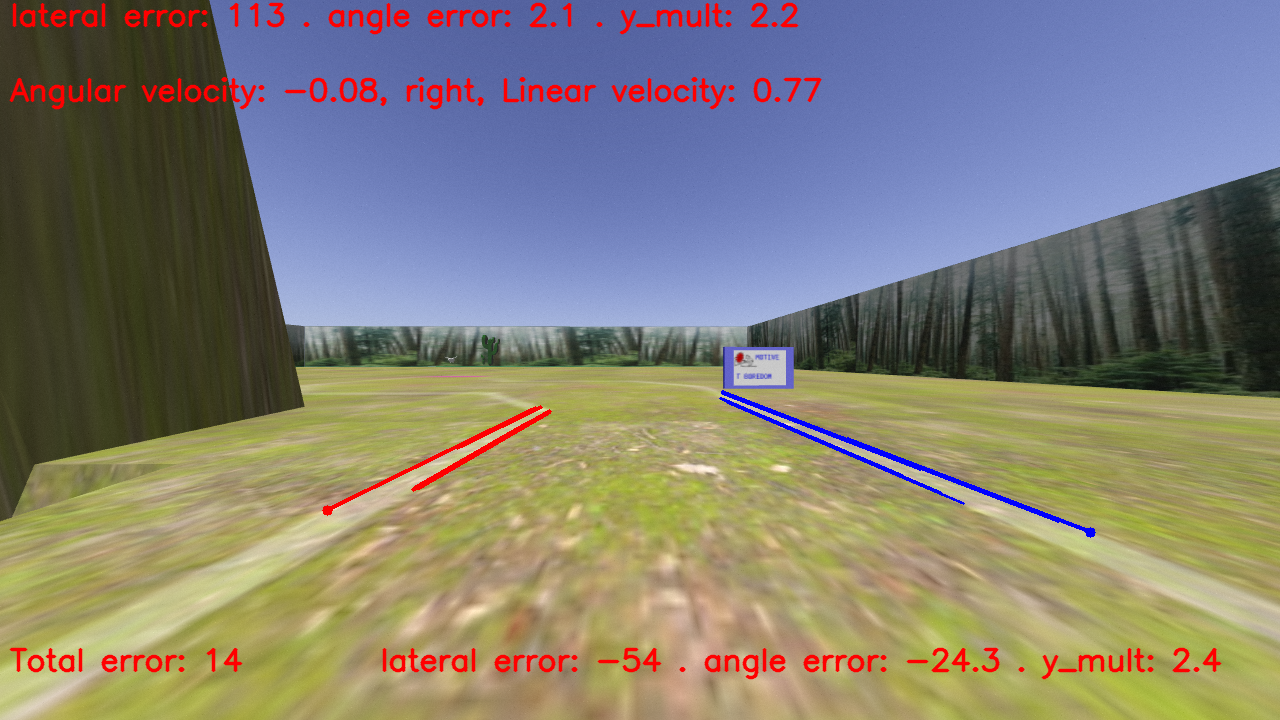 lateral error: 113 . angle error: 2.1 . y_mult: 2.2
Angular velocity: −0.08, right, Linear velocity: 0.77
MOTIVE
Total error: 14
lateral error: −54 . angle error: −24.3 . y_mult: 2.4